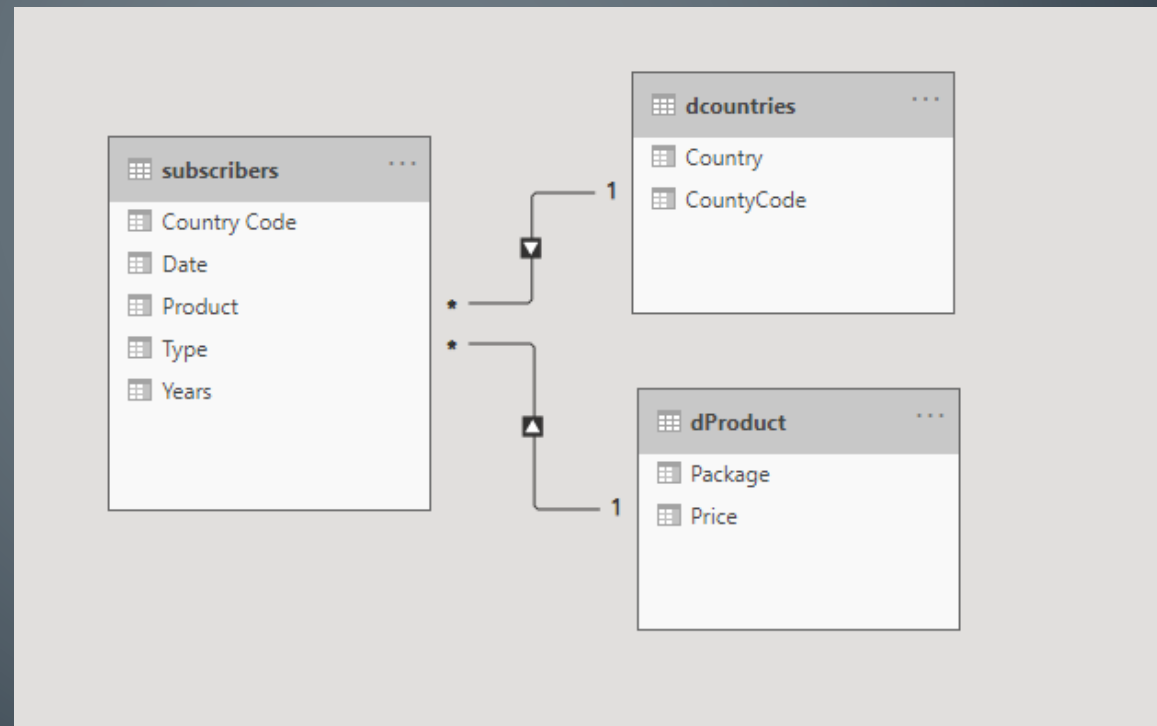 subscribers
Country Code
Date
Product
Type
Years
*
*
1
1
dcountries
Country
CountyCode
dProduct
Package
Price